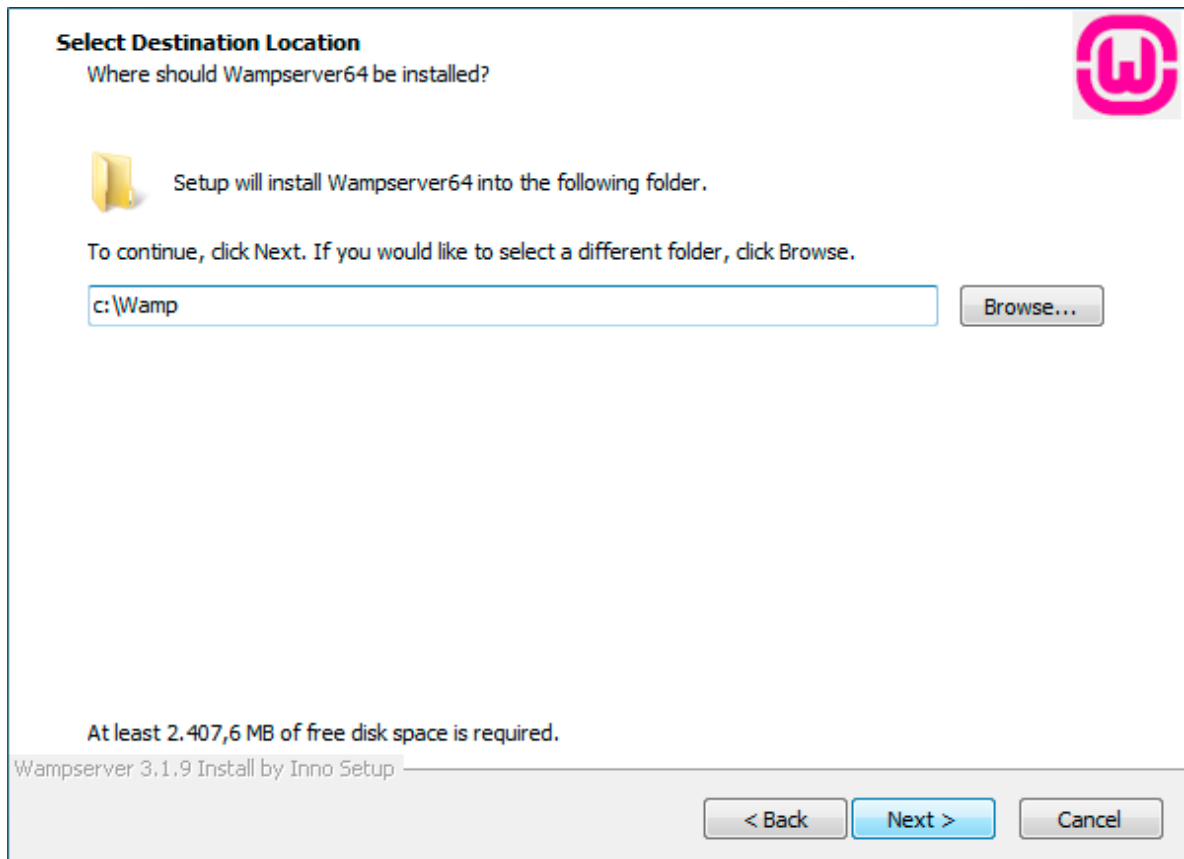 Select Destination Location
Where should Wampserver64 be installed?
W
Setup will install Wampserver64 into the following folder.
To continue, click Next. If you would like to select a different folder, click Browse.
c:\Wamp
Browse...
At least 2.407,6 MB of free disk space is required.
Wampserver 3.1.9 Install by Inno Setup
< Back Next > Cancel